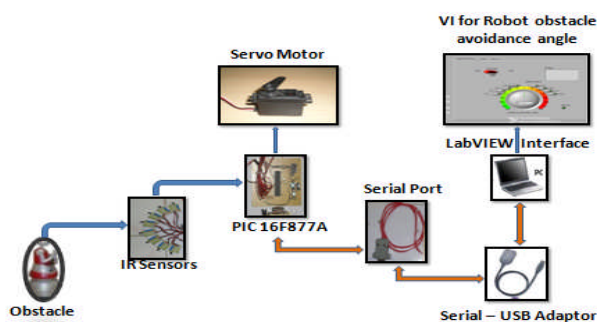 VI for Robot obstacle
avoidance angle
Servo Motor
LabVIEW Interface
PC
Serial Port
PIC 16F877A
IR Sensors
Obstacle
Serial – USB Adaptor